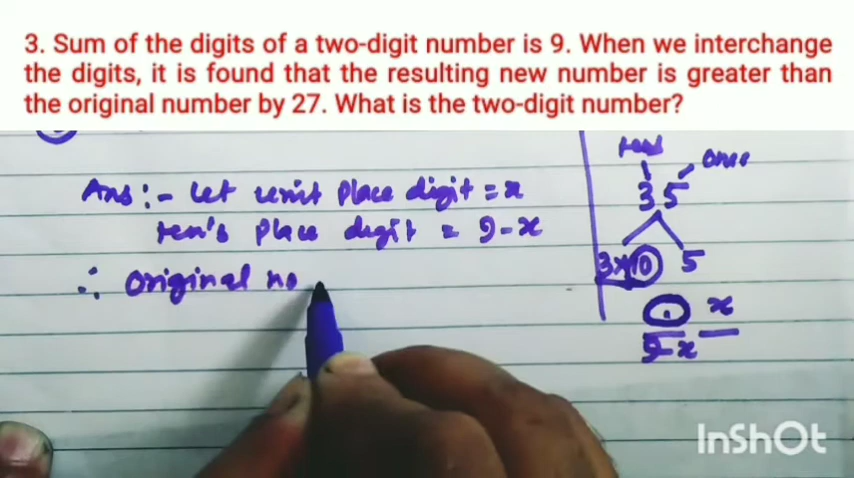 3. Sum of the digits of a two-digit number is 9. When we interchange
the digits, it is found that the resulting new number is greater than
the original number by 27. What is the two-digit number?
Ans :- Let unit place digit = x
ten's place digit = 9-x
∴ original no
tens ones
35
3×10 5
x
9-x
InShOt